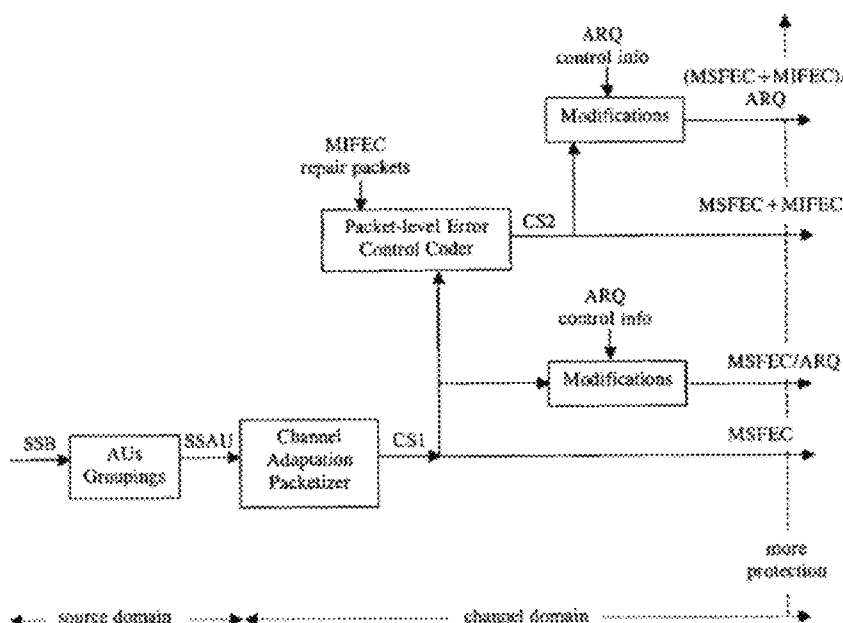 ARQ
control info
(MSFEC+MIFEC)/
ARQ
Modifications
MIFEC
repair packets
Packet-level Error
Control Coder
CS2
MSFEC+MIFEC
ARQ
control info
Modifications
MSFEC/ARQ
SSB
AUs
Groupings
SSAU
Channel
Adaptation
Packetizer
CS1
MSFEC
more
protection
source domain
channel domain